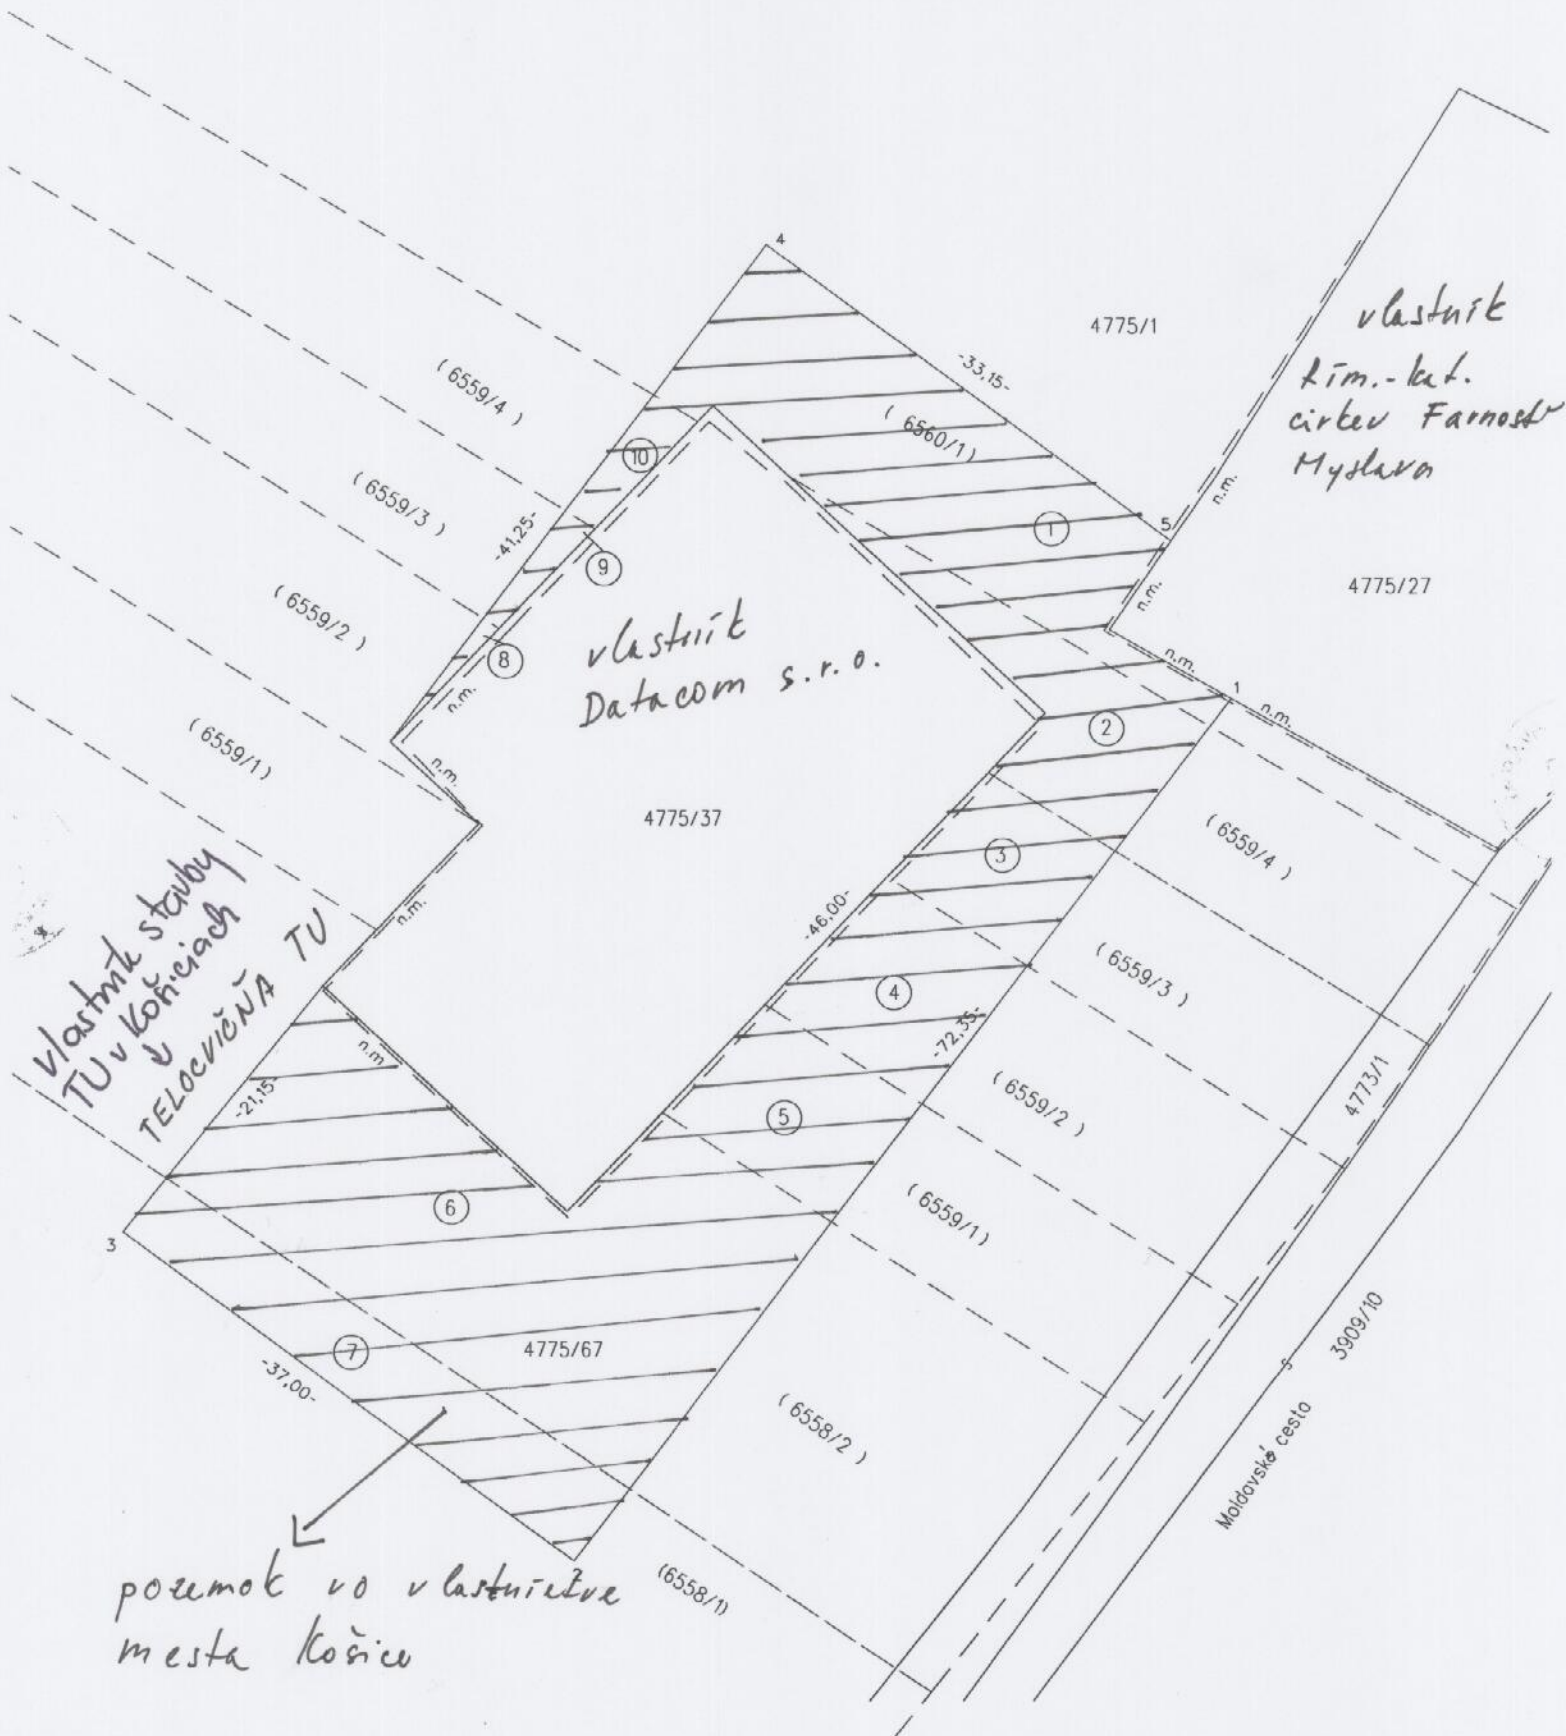 4
4775/1
vlastník
Rím.-kat.
cirkev Farnosť
Myslava
-33,15-
( 6559/4 )
( 6560/1)
10
n.m.
( 6559/3 )
-41,25-
5
1
9
4775/27
n.m.
( 6559/2 )
vlastník
Datacom s.r.o.
8
n.m.
1
n.m.
n.m.
2
( 6559/1)
n.m.
4775/37
( 6559/4 )
3
vlastník stavby
TU v Košiciach
TELOCVIČŇA TU
n.m.
-46,00-
( 6559/3 )
4
n.m
-72,35-
-21,15-
( 6559/2 )
4773/1
5
6
( 6559/1)
3
7
4775/67
3909/10
-37,00-
( 6558/2 )
Moldavská cesta
2
pozemok vo vlastníctve
mesta Košice
(6558/1)